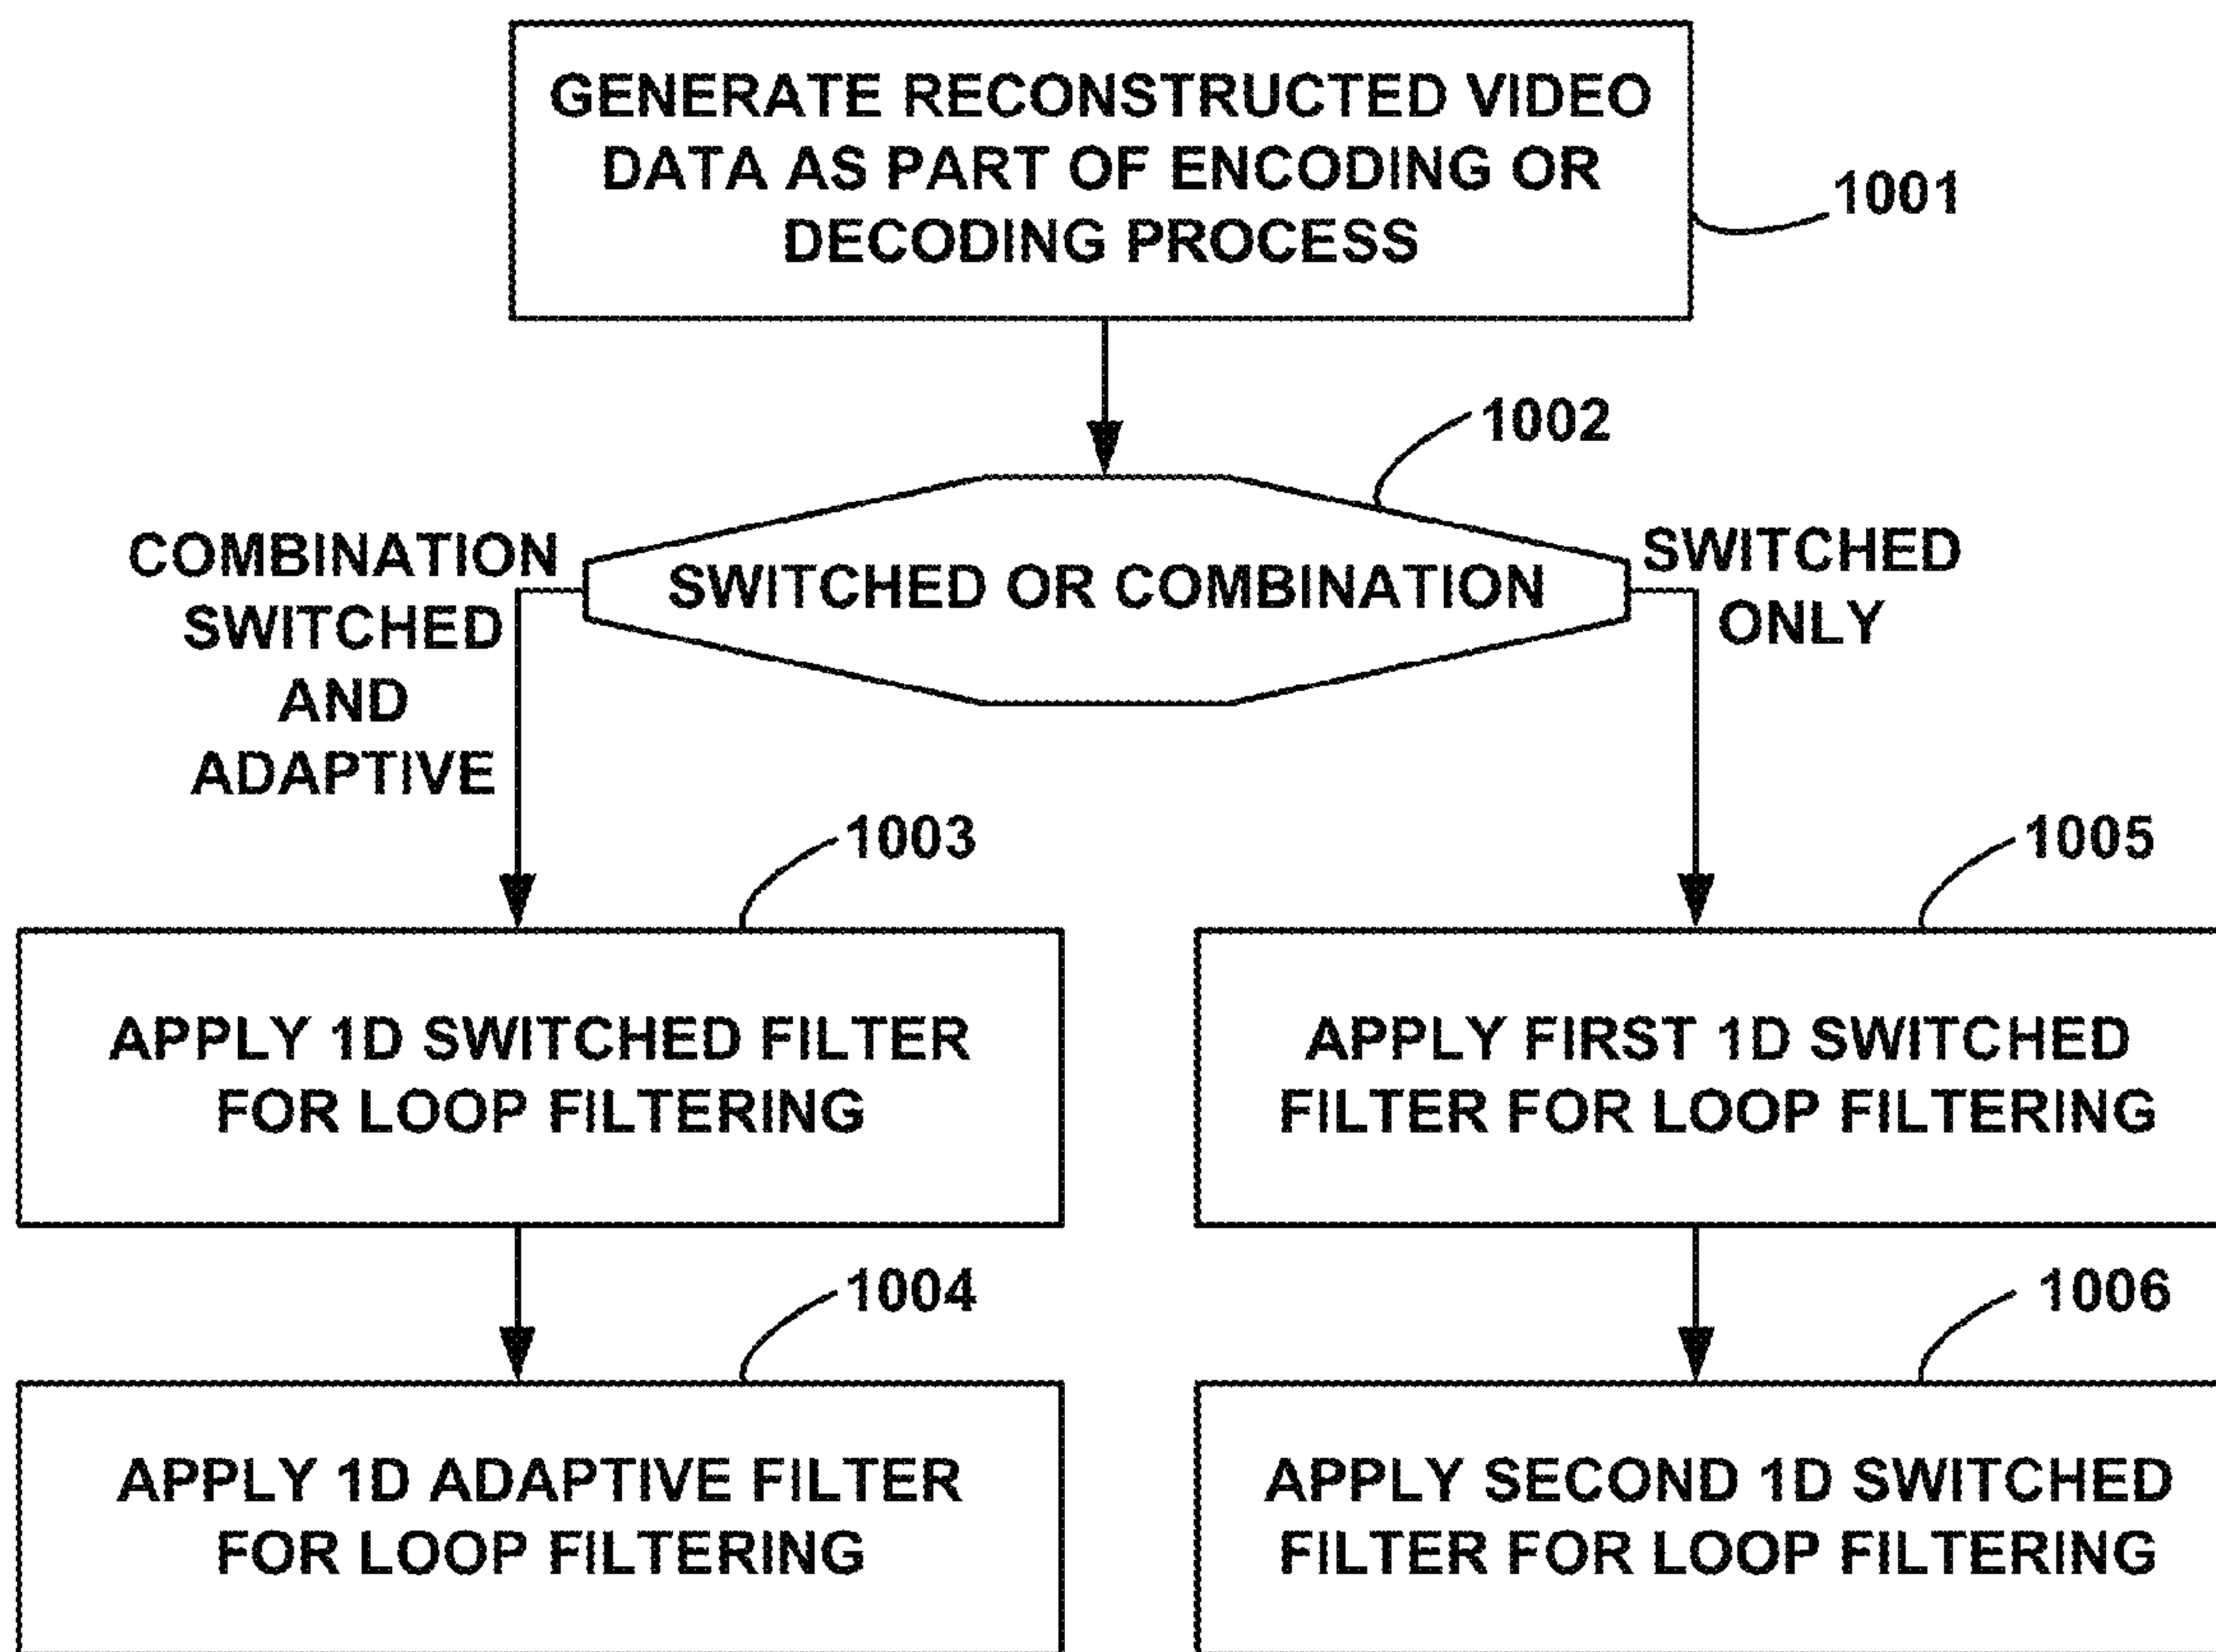 GENERATE RECONSTRUCTED VIDEO
DATA AS PART OF ENCODING OR
DECODING PROCESS
1001
1002
COMBINATION
SWITCHED
AND
ADAPTIVE
SWITCHED OR COMBINATION
SWITCHED
ONLY
1003
1005
APPLY 1D SWITCHED FILTER
FOR LOOP FILTERING
APPLY FIRST 1D SWITCHED
FILTER FOR LOOP FILTERING
1004
1006
APPLY 1D ADAPTIVE FILTER
FOR LOOP FILTERING
APPLY SECOND 1D SWITCHED
FILTER FOR LOOP FILTERING